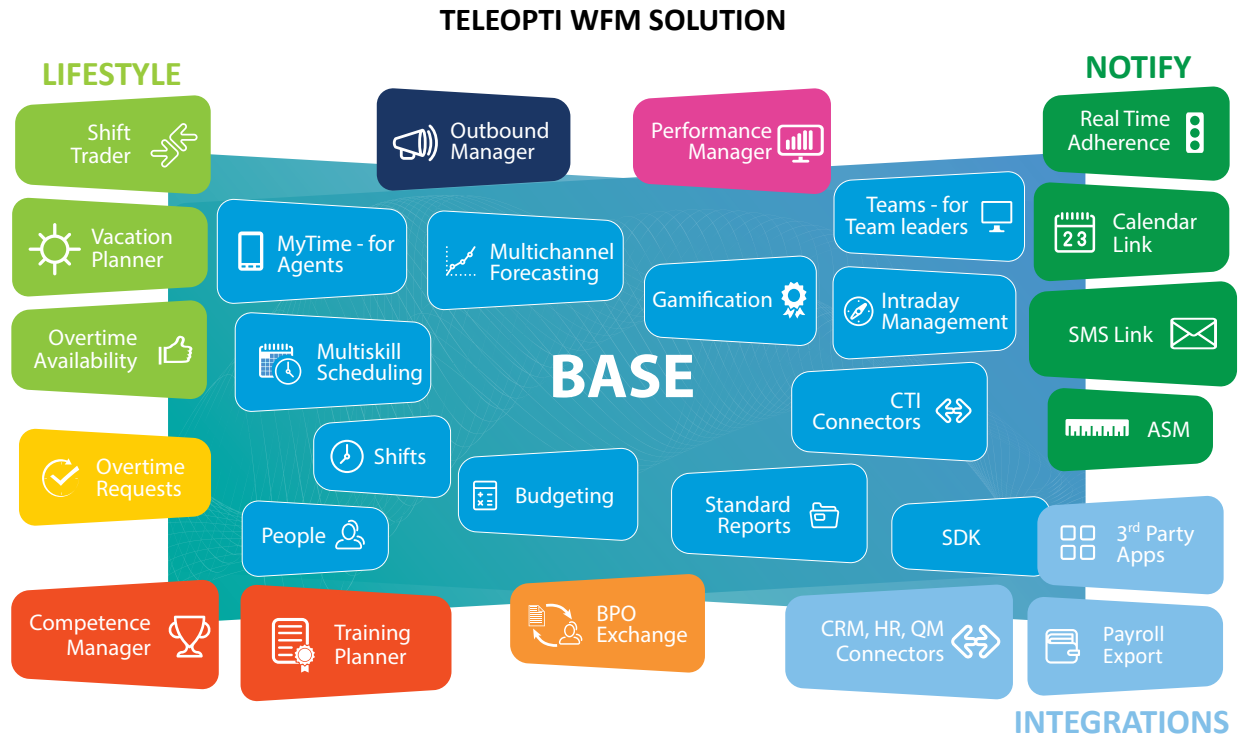 TELEOPTI WFM SOLUTION
LIFESTYLE
Shift
Trader
Vacation
Planner
Overtime
Availability
Overtime
Requests
Competence
Manager
Training
Planner
Outbound
Manager
Performance
Manager
NOTIFY
Real Time
Adherence
23
Calendar
Link
SMS Link
ASM
MyTime - for
Agents
Multichannel
Forecasting
Teams - for
Team leaders
Gamification
Intraday
Management
Multiskill
Scheduling
BASE
CTI
Connectors
Shifts
Budgeting
Standard
Reports
People
SDK
3rd Party
Apps
BPO
Exchange
CRM, HR, QM
Connectors
Payroll
Export
INTEGRATIONS